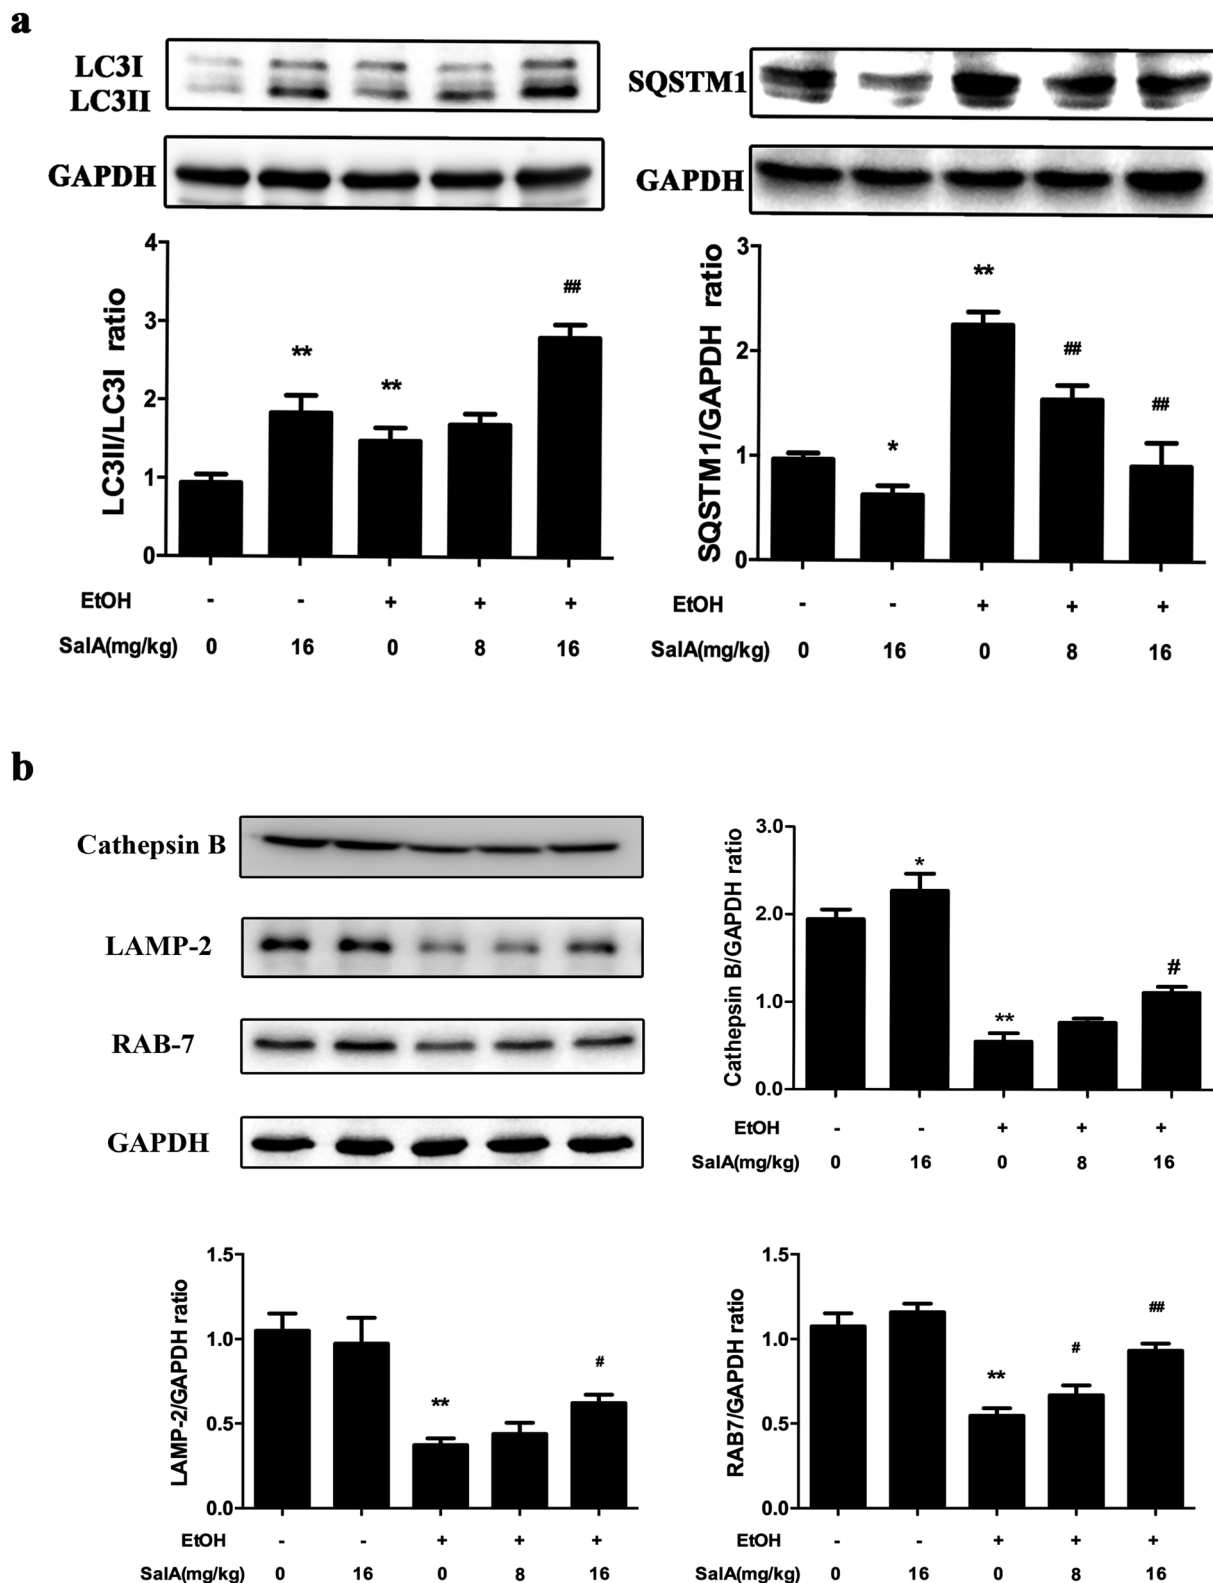 a
LC3I
LC3II
GAPDH
SQSTM1
GAPDH
LC3II/LC3I ratio
4
3
2
1
0
**
**
##
EtOH - - + + +
SalA(mg/kg) 0 16 0 8 16
SQSTM1/GAPDH ratio
3
2
1
0
*
**
##
##
EtOH - - + + +
SalA(mg/kg) 0 16 0 8 16
b
Cathepsin B
LAMP-2
RAB-7
GAPDH
Cathepsin B/GAPDH ratio
3.0
2.0
1.0
0.0
*
**
#
EtOH - - + + +
SalA(mg/kg) 0 16 0 8 16
LAMP-2/GAPDH ratio
1.5
1.0
0.5
0.0
**
#
EtOH - - + + +
SalA(mg/kg) 0 16 0 8 16
RAB7/GAPDH ratio
1.5
1.0
0.5
0.0
**
#
##
EtOH - - + + +
SalA(mg/kg) 0 16 0 8 16